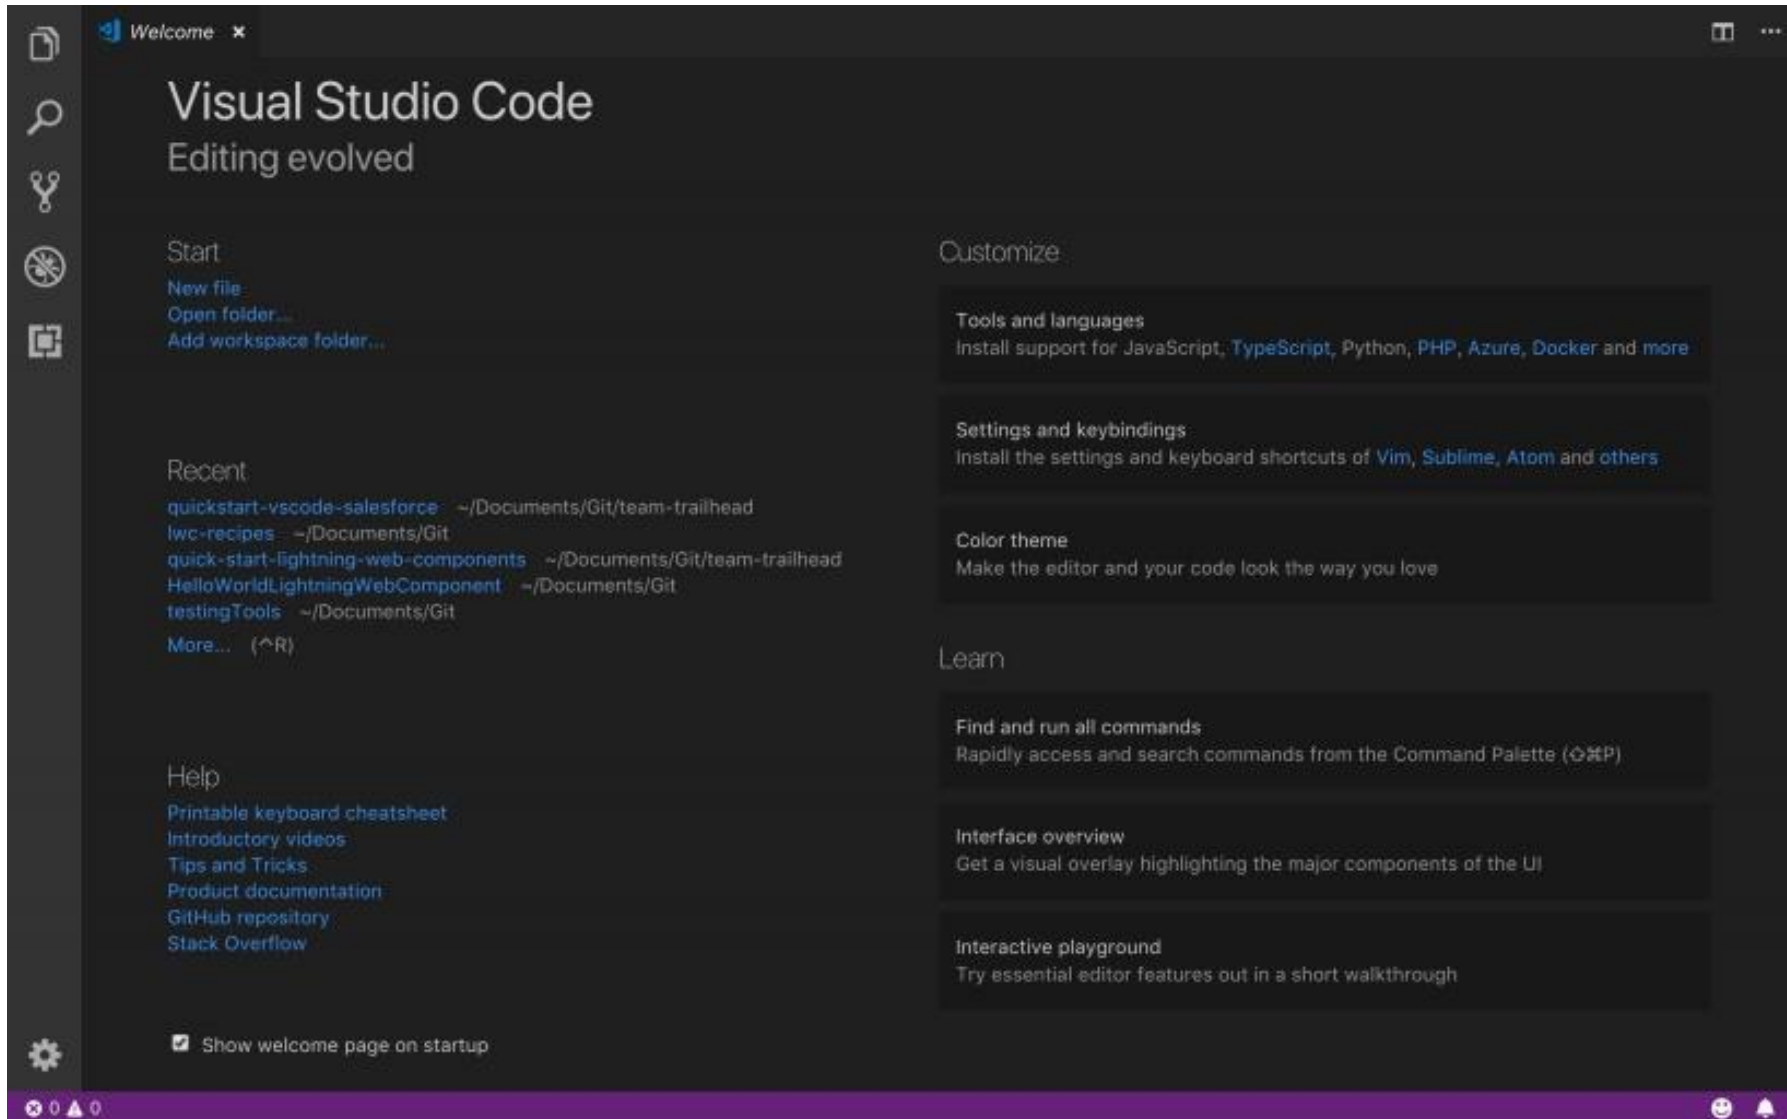 Welcome
Visual Studio Code
Editing evolved
Start
New file
Open folder...
Add workspace folder...
Recent
quickstart-vscode-salesforce ~/Documents/Git/team-trailhead
lwc-recipes ~/Documents/Git
quick-start-lightning-web-components ~/Documents/Git/team-trailhead
HelloWorldLightningWebComponent ~/Documents/Git
testingTools ~/Documents/Git
More... (^R)
Help
Printable keyboard cheatsheet
Introductory videos
Tips and Tricks
Product documentation
GitHub repository
Stack Overflow
Show welcome page on startup
Customize
Tools and languages
Install support for JavaScript, TypeScript, Python, PHP, Azure, Docker and more
Settings and keybindings
Install the settings and keyboard shortcuts of Vim, Sublime, Atom and others
Color theme
Make the editor and your code look the way you love
Learn
Find and run all commands
Rapidly access and search commands from the Command Palette (⇧⌘P)
Interface overview
Get a visual overlay highlighting the major components of the UI
Interactive playground
Try essential editor features out in a short walkthrough
0 0